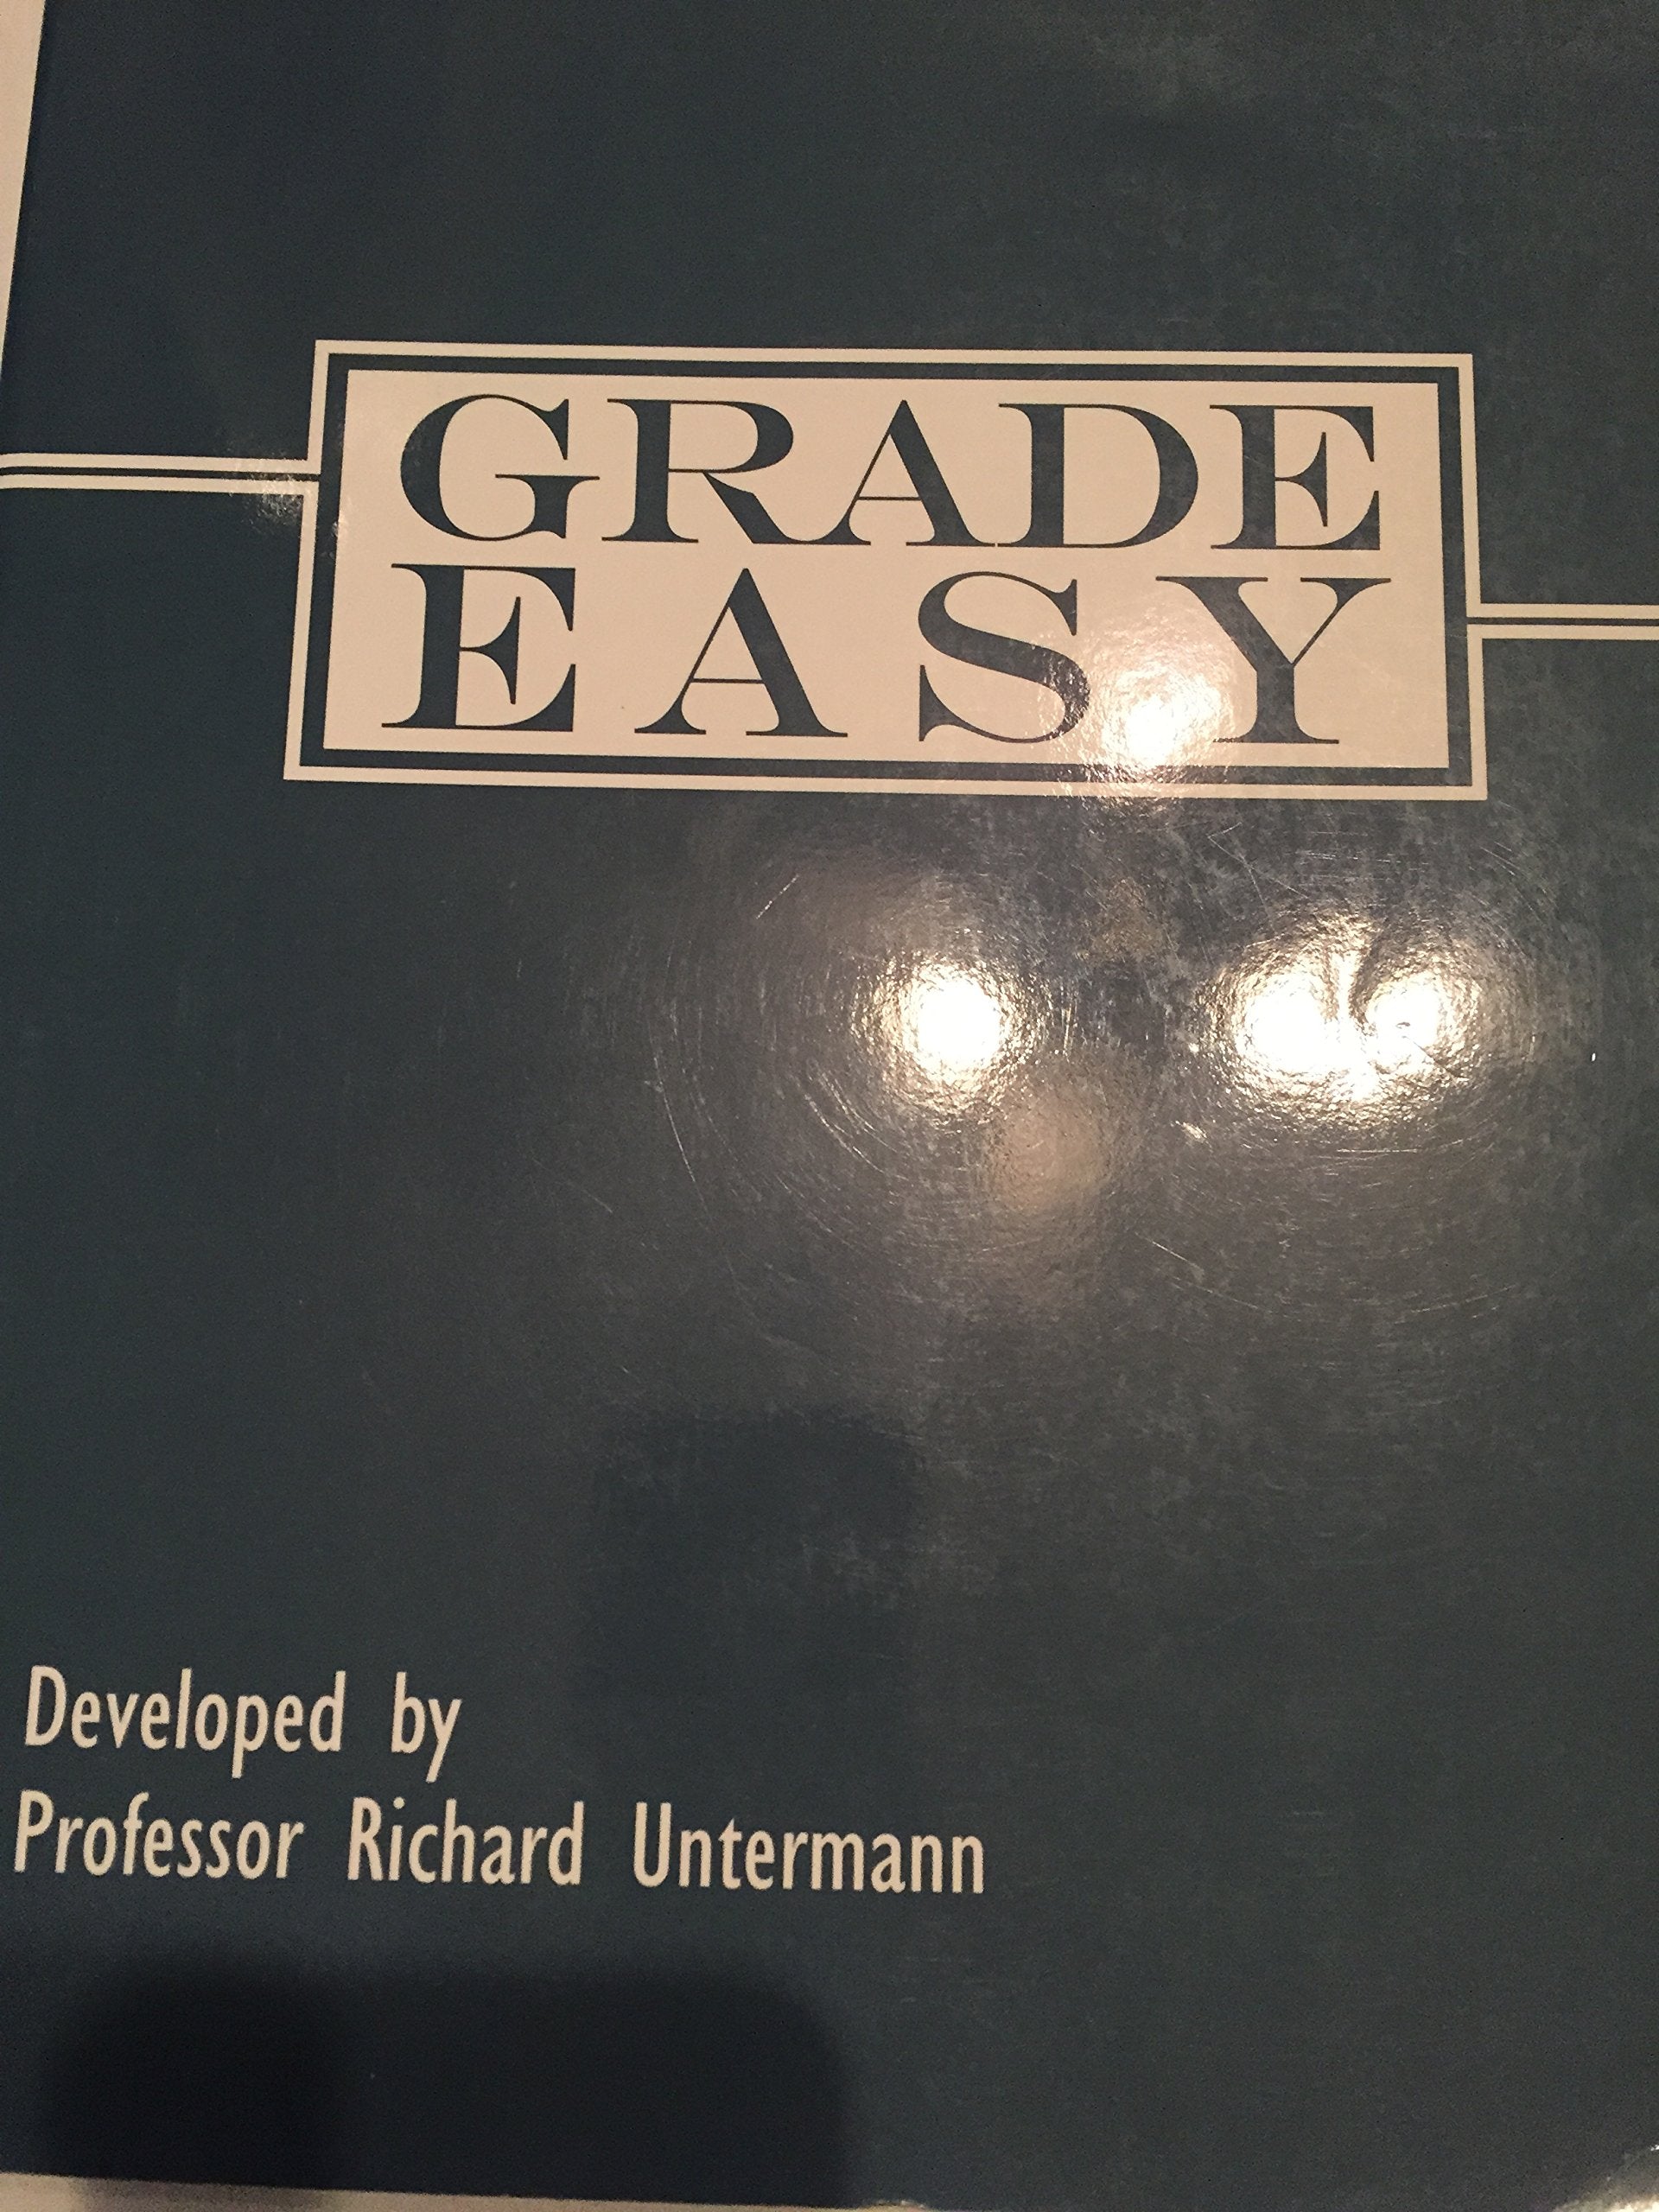 GRADE
EASY
Developed by
Professor Richard Untermann